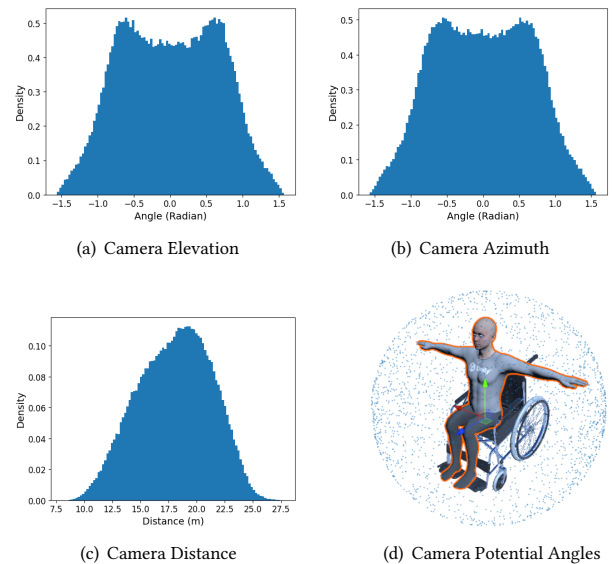 0.5
0.4
0.3
0.2
0.1
0.0
Density
-1.5 -1.0 -0.5 0.0 0.5 1.0 1.5
Angle (Radian)
(a) Camera Elevation
0.5
0.4
0.3
0.2
0.1
0.0
Density
-1.5 -1.0 -0.5 0.0 0.5 1.0 1.5
Angle (Radian)
(b) Camera Azimuth
0.10
0.08
0.06
0.04
0.02
0.00
Density
7.5 10.0 12.5 15.0 17.5 20.0 22.5 25.0 27.5
Distance (m)
(c) Camera Distance
(d) Camera Potential Angles